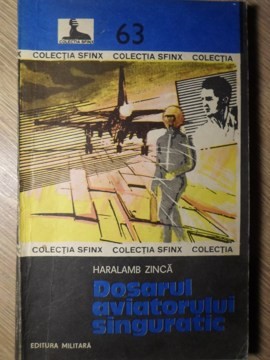 COLECȚIA SFINX
63
COLECȚIA SFINX COLECȚIA SFINX COLECȚIA
COLECȚIA SFINX COLECȚIA SFINX COLECȚIA
HARALAMB ZINCĂ
Dosarul
aviatorului
singuratic
EDITURA MILITARĂ